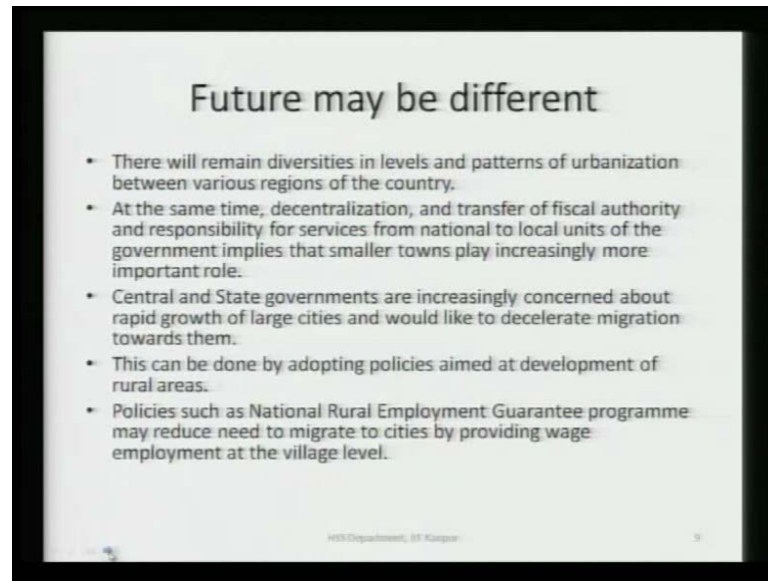 Future may be different
• There will remain diversities in levels and patterns of urbanization
between various regions of the country.
• At the same time, decentralization, and transfer of fiscal authority
and responsibility for services from national to local units of the
government implies that smaller towns play increasingly more
important role.
• Central and State governments are increasingly concerned about
rapid growth of large cities and would like to decelerate migration
towards them.
• This can be done by adopting policies aimed at development of
rural areas.
• Policies such as National Rural Employment Guarantee programme
may reduce need to migrate to cities by providing wage
employment at the village level.
HSS Department, IIT Kanpur
9